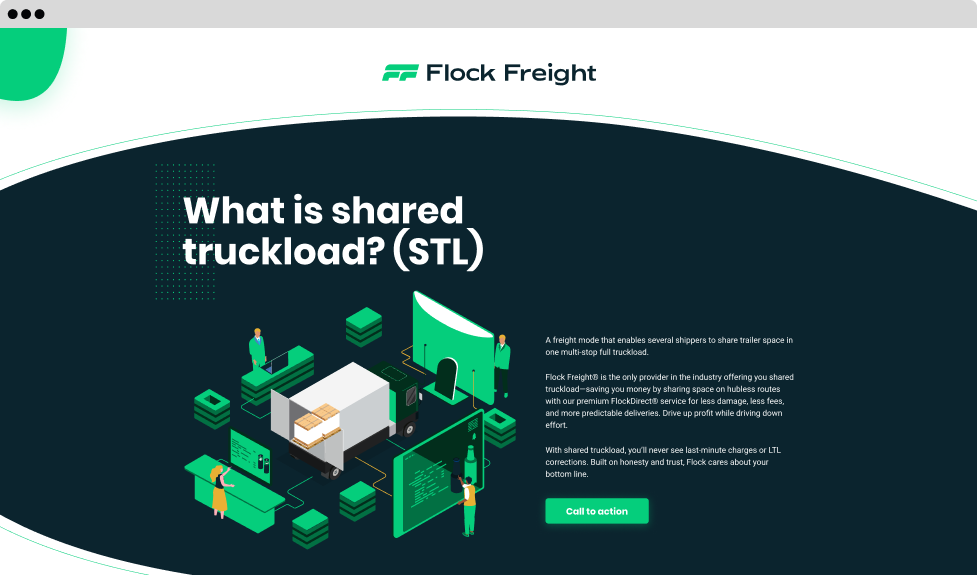 Flock Freight
What is shared
truckload? (STL)
A freight mode that enables several shippers to share trailer space in
one multi-stop full truckload.
Flock Freight® is the only provider in the industry offering you shared
truckload—saving you money by sharing space on hubless routes
with our premium FlockDirect® service for less damage, less fees,
and more predictable deliveries. Drive up profit while driving down
effort.
With shared truckload, you'll never see last-minute charges or LTL
corrections. Built on honesty and trust, Flock cares about your
bottom line.
Call to action